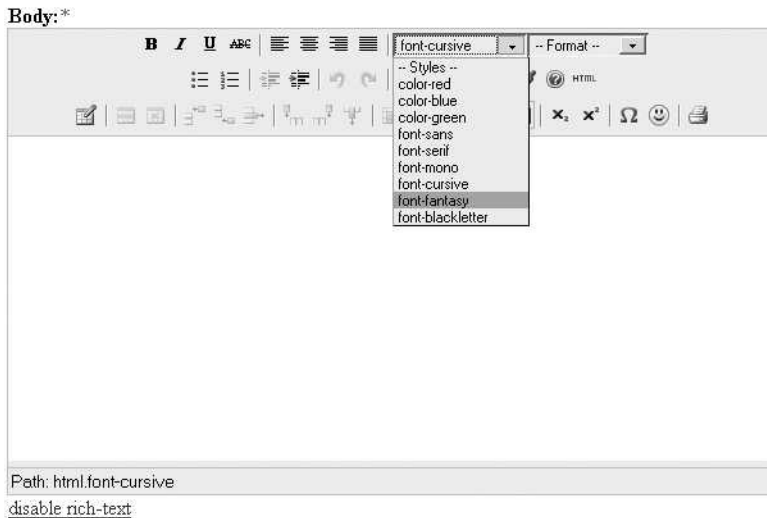 Body:*
B I U ABC font-cursive -- Format --
-- Styles --
HTML
color-red
color-blue
color-green
font-sans
font-serif
font-mono
font-cursive
font-fantasy
font-blackletter
x₂ x² Ω
Path: html.font-cursive
disable rich-text